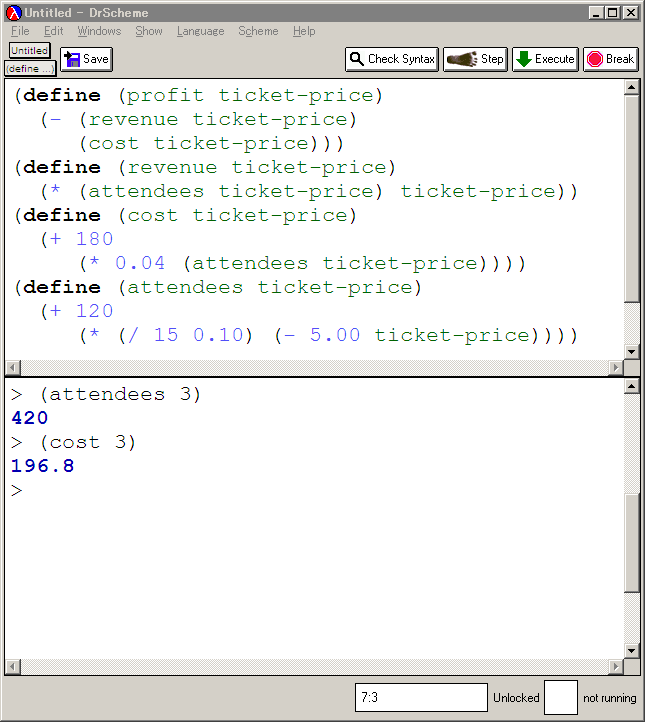 Untitled - DrScheme
File Edit Windows Show Language Scheme Help
Untitled
(define ...)
Save
Check Syntax
Step
Execute
Break
(define (profit ticket-price)
  (- (revenue ticket-price)
     (cost ticket-price)))
(define (revenue ticket-price)
  (* (attendees ticket-price) ticket-price))
(define (cost ticket-price)
  (+ 180
     (* 0.04 (attendees ticket-price))))
(define (attendees ticket-price)
  (+ 120
     (* (/ 15 0.10) (- 5.00 ticket-price))))
> (attendees 3)
420
> (cost 3)
196.8
>
7:3
Unlocked
not running